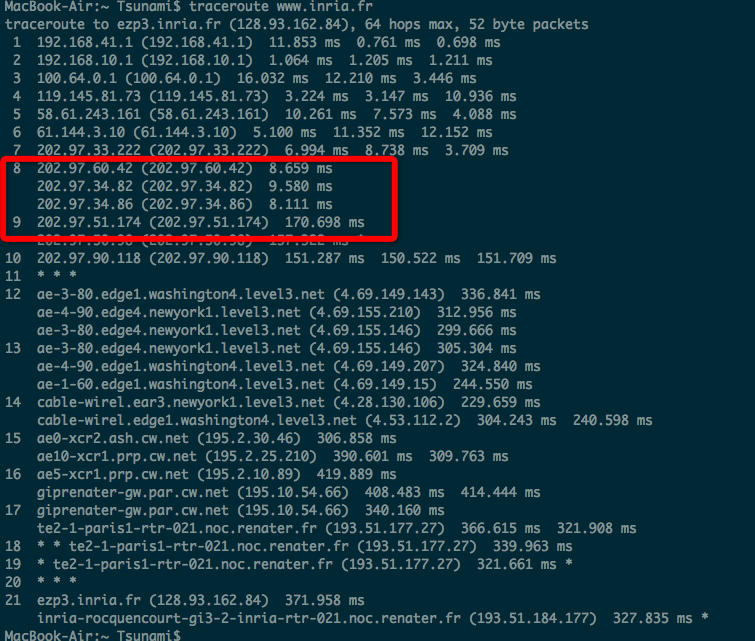 MacBook-Air:~ Tsunami$ traceroute www.inria.fr
traceroute to ezp3.inria.fr (128.93.162.84), 64 hops max, 52 byte packets
1 192.168.41.1 (192.168.41.1) 11.853 ms 0.761 ms 0.698 ms
2 192.168.10.1 (192.168.10.1) 1.064 ms 1.205 ms 1.211 ms
3 100.64.0.1 (100.64.0.1) 16.032 ms 12.210 ms 3.446 ms
4 119.145.81.73 (119.145.81.73) 3.224 ms 3.147 ms 10.936 ms
5 58.61.243.161 (58.61.243.161) 10.261 ms 7.573 ms 4.088 ms
6 61.144.3.10 (61.144.3.10) 5.100 ms 11.352 ms 12.152 ms
7 202.97.33.222 (202.97.33.222) 6.994 ms 8.738 ms 3.709 ms
8 202.97.60.42 (202.97.60.42) 8.659 ms
202.97.34.82 (202.97.34.82) 9.580 ms
202.97.34.86 (202.97.34.86) 8.111 ms
9 202.97.51.174 (202.97.51.174) 170.698 ms
10 202.97.90.118 (202.97.90.118) 151.287 ms 150.522 ms 151.709 ms
11 * * *
12 ae-3-80.edge1.washington4.level3.net (4.69.149.143) 336.841 ms
ae-4-90.edge4.newyork1.level3.net (4.69.155.210) 312.956 ms
ae-3-80.edge4.newyork1.level3.net (4.69.155.146) 299.666 ms
13 ae-3-80.edge4.newyork1.level3.net (4.69.155.146) 305.304 ms
ae-4-90.edge1.washington4.level3.net (4.69.149.207) 324.840 ms
ae-1-60.edge1.washington4.level3.net (4.69.149.15) 244.550 ms
14 cable-wirel.ear3.newyork1.level3.net (4.28.130.106) 229.659 ms
cable-wirel.edge1.washington4.level3.net (4.53.112.2) 304.243 ms 240.598 ms
15 ae0-xcr2.ash.cw.net (195.2.30.46) 306.858 ms
ae10-xcr1.prp.cw.net (195.2.25.210) 390.601 ms 309.763 ms
16 ae5-xcr1.prp.cw.net (195.2.10.89) 419.889 ms
giprenater-gw.par.cw.net (195.10.54.66) 408.483 ms 414.444 ms
17 giprenater-gw.par.cw.net (195.10.54.66) 340.160 ms
te2-1-paris1-rtr-021.noc.renater.fr (193.51.177.27) 366.615 ms 321.908 ms
18 * * te2-1-paris1-rtr-021.noc.renater.fr (193.51.177.27) 339.963 ms
19 * te2-1-paris1-rtr-021.noc.renater.fr (193.51.177.27) 321.661 ms *
20 * * *
21 ezp3.inria.fr (128.93.162.84) 371.958 ms
inria-rocquencourt-gi3-2-inria-rtr-021.noc.renater.fr (193.51.184.177) 327.835 ms *
MacBook-Air:~ Tsunami$